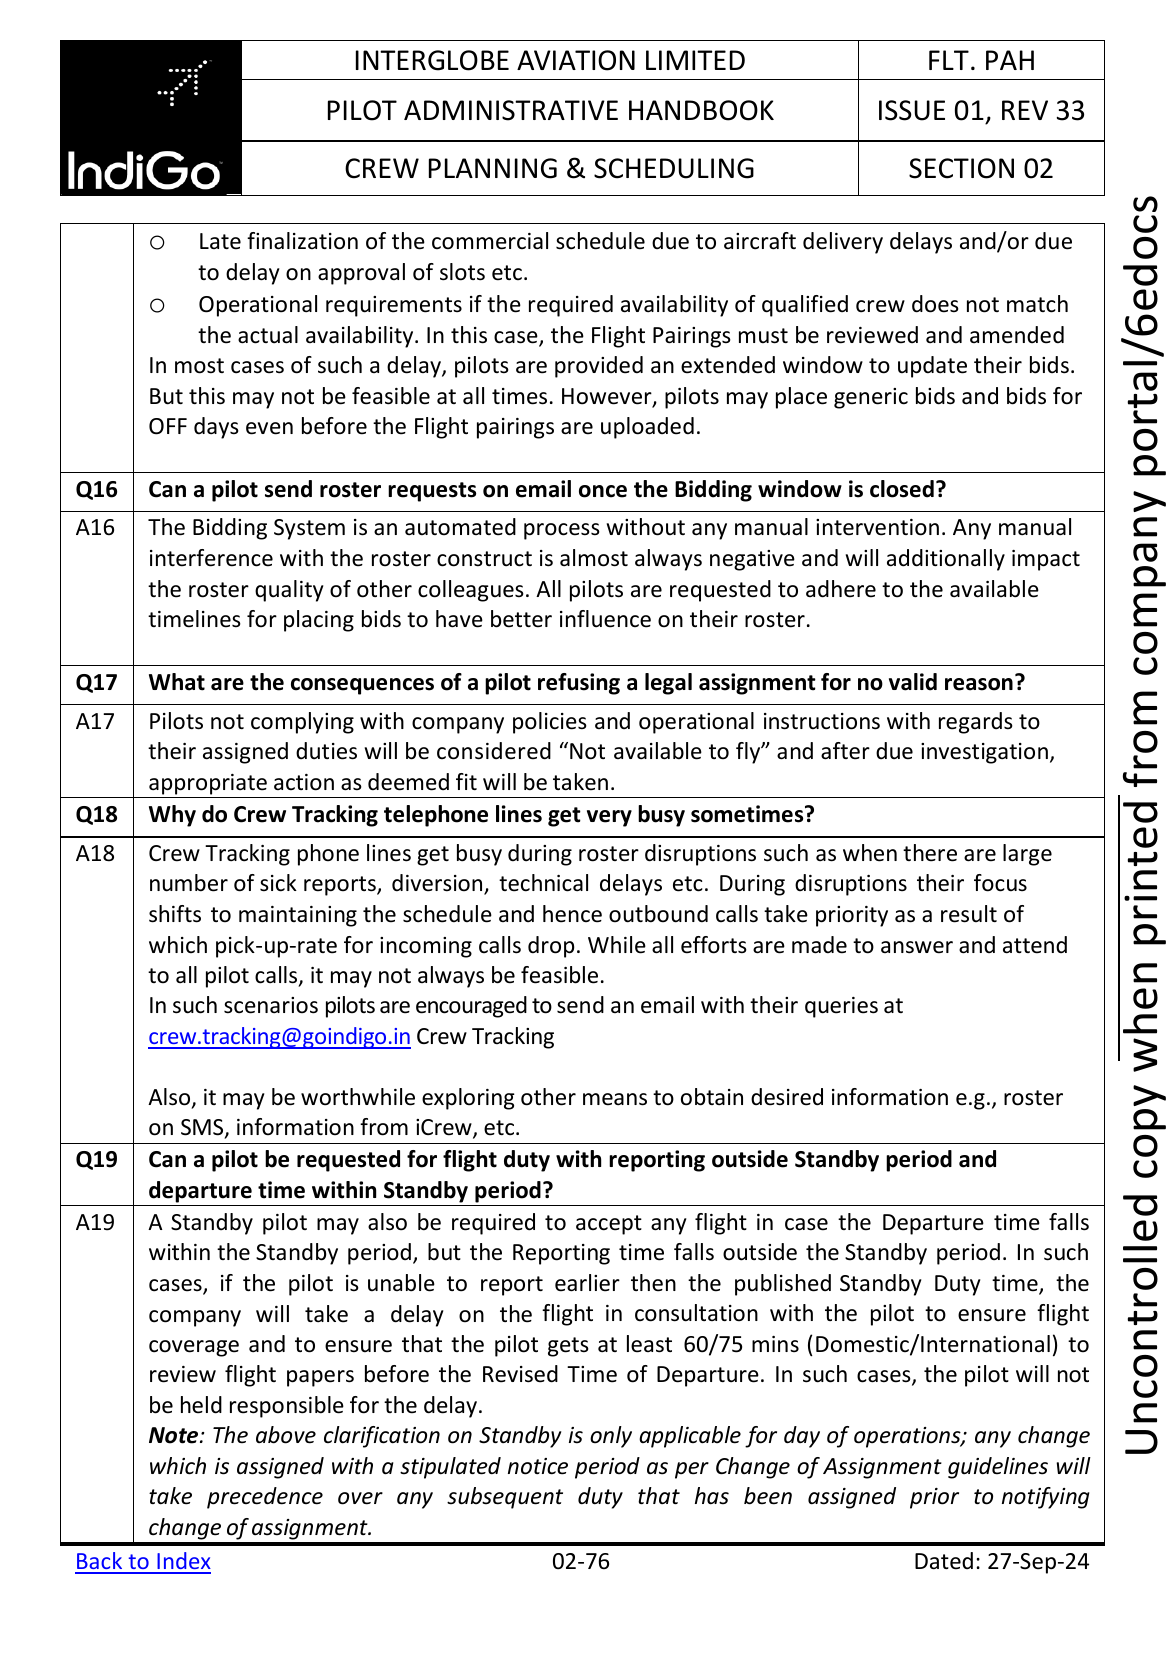 IndiGo
INTERGLOBE AVIATION LIMITED
FLT. PAH
PILOT ADMINISTRATIVE HANDBOOK
ISSUE 01, REV 33
CREW PLANNING & SCHEDULING
SECTION 02
o Late finalization of the commercial schedule due to aircraft delivery delays and/or due
to delay on approval of slots etc.
o Operational requirements if the required availability of qualified crew does not match
the actual availability. In this case, the Flight Pairings must be reviewed and amended
In most cases of such a delay, pilots are provided an extended window to update their bids.
But this may not be feasible at all times. However, pilots may place generic bids and bids for
OFF days even before the Flight pairings are uploaded.
Q16 Can a pilot send roster requests on email once the Bidding window is closed?
A16 The Bidding System is an automated process without any manual intervention. Any manual
interference with the roster construct is almost always negative and will additionally impact
the roster quality of other colleagues. All pilots are requested to adhere to the available
timelines for placing bids to have better influence on their roster.
Q17 What are the consequences of a pilot refusing a legal assignment for no valid reason?
A17 Pilots not complying with company policies and operational instructions with regards to
their assigned duties will be considered “Not available to fly” and after due investigation,
appropriate action as deemed fit will be taken.
Q18 Why do Crew Tracking telephone lines get very busy sometimes?
A18 Crew Tracking phone lines get busy during roster disruptions such as when there are large
number of sick reports, diversion, technical delays etc. During disruptions their focus
shifts to maintaining the schedule and hence outbound calls take priority as a result of
which pick-up-rate for incoming calls drop. While all efforts are made to answer and attend
to all pilot calls, it may not always be feasible.
In such scenarios pilots are encouraged to send an email with their queries at
crew.tracking@goindigo.in Crew Tracking
Also, it may be worthwhile exploring other means to obtain desired information e.g., roster
on SMS, information from iCrew, etc.
Q19 Can a pilot be requested for flight duty with reporting outside Standby period and
departure time within Standby period?
A19 A Standby pilot may also be required to accept any flight in case the Departure time falls
within the Standby period, but the Reporting time falls outside the Standby period. In such
cases, if the pilot is unable to report earlier then the published Standby Duty time, the
company will take a delay on the flight in consultation with the pilot to ensure flight
coverage and to ensure that the pilot gets at least 60/75 mins (Domestic/International) to
review flight papers before the Revised Time of Departure. In such cases, the pilot will not
be held responsible for the delay.
Note: The above clarification on Standby is only applicable for day of operations; any change
which is assigned with a stipulated notice period as per Change of Assignment guidelines will
take precedence over any subsequent duty that has been assigned prior to notifying
change of assignment.
Back to Index
02-76
Dated: 27-Sep-24
Uncontrolled copy when printed from company portal/6edocs